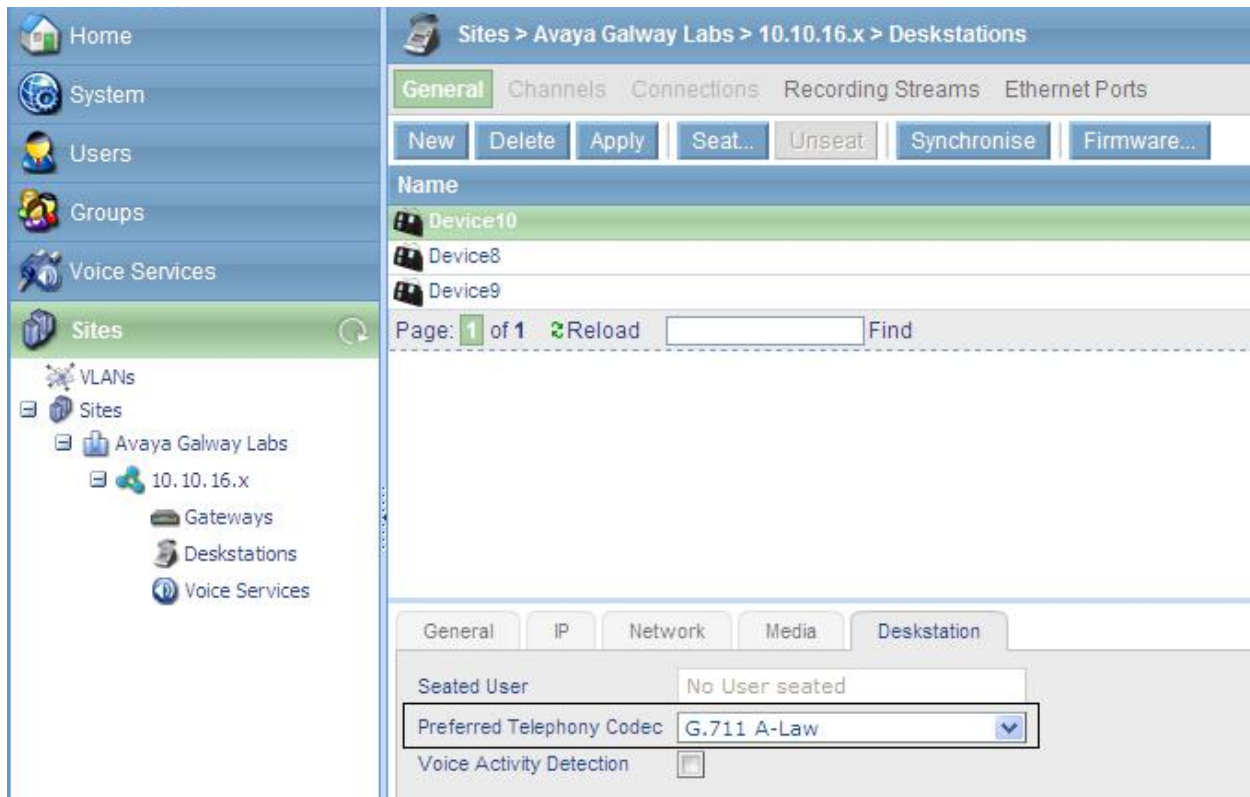 Home
System
Users
Groups
Voice Services
Sites
VLANs
Sites
Avaya Galway Labs
10.10.16.x
Gateways
Deskstations
Voice Services
Sites > Avaya Galway Labs > 10.10.16.x > Deskstations
General Channels Connections Recording Streams Ethernet Ports
New Delete Apply Seat... Unseat Synchronise Firmware...
Name
Device10
Device8
Device9
Page: 1 of 1 Reload Find
General IP Network Media Deskstation
Seated User No User seated
Preferred Telephony Codec G.711 A-Law
Voice Activity Detection